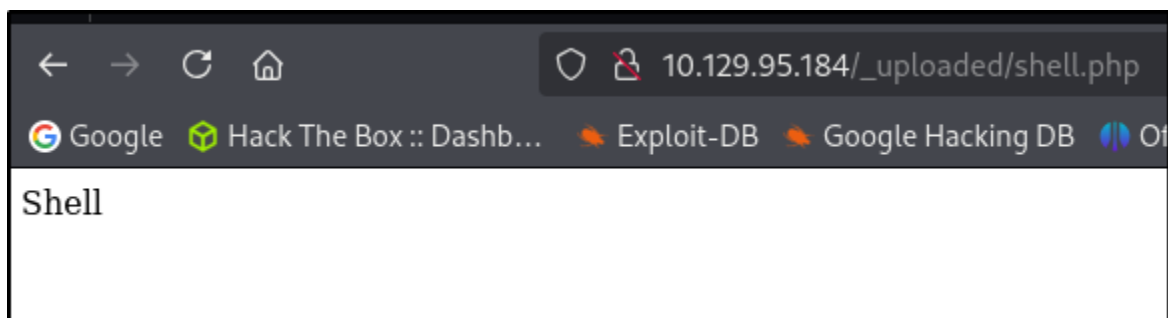 10.129.95.184/_uploaded/shell.php
Google Hack The Box :: Dashb... Exploit-DB Google Hacking DB
Shell